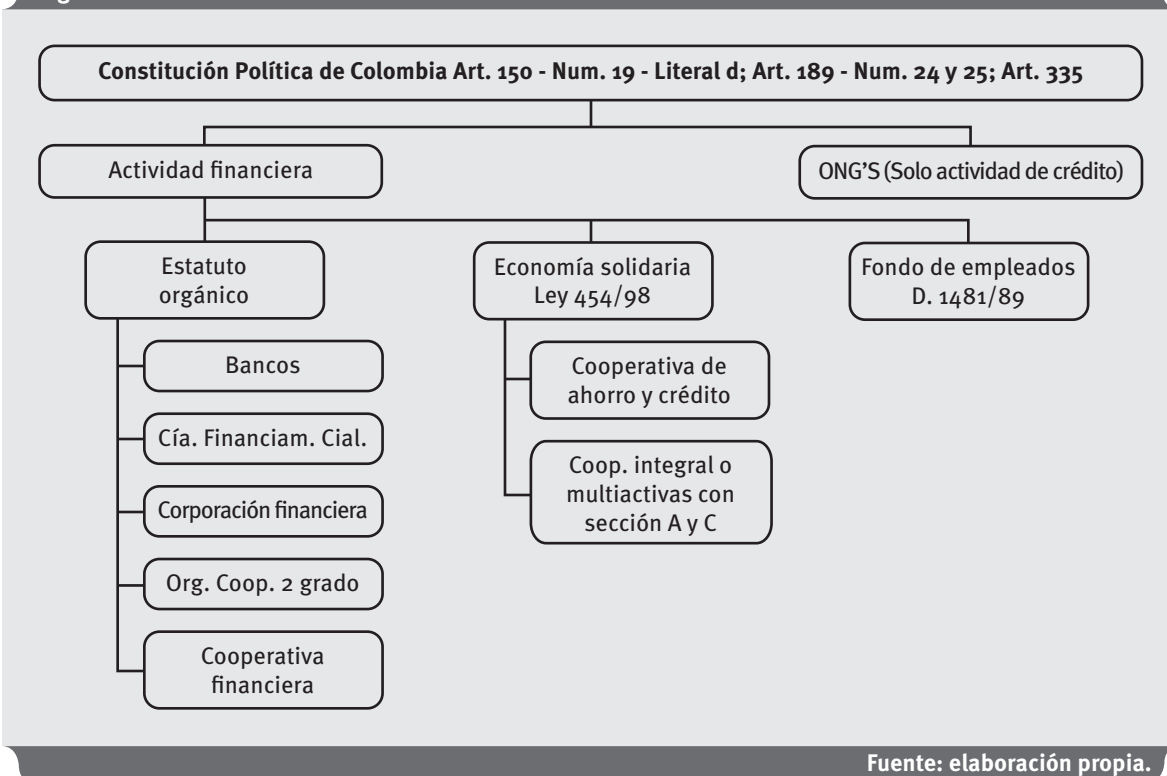 Constitución Política de Colombia Art. 150 - Num. 19 - Literal d; Art. 189 - Num. 24 y 25; Art. 335
Actividad financiera
ONG'S (Solo actividad de crédito)
Estatuto
orgánico
Economía solidaria
Ley 454/98
Fondo de empleados
D. 1481/89
Bancos
Cía. Financiam. Cial.
Corporación financiera
Org. Coop. 2 grado
Cooperativa
financiera
Cooperativa de
ahorro y crédito
Coop. integral o
multiactivas con
sección A y C
Fuente: elaboración propia.